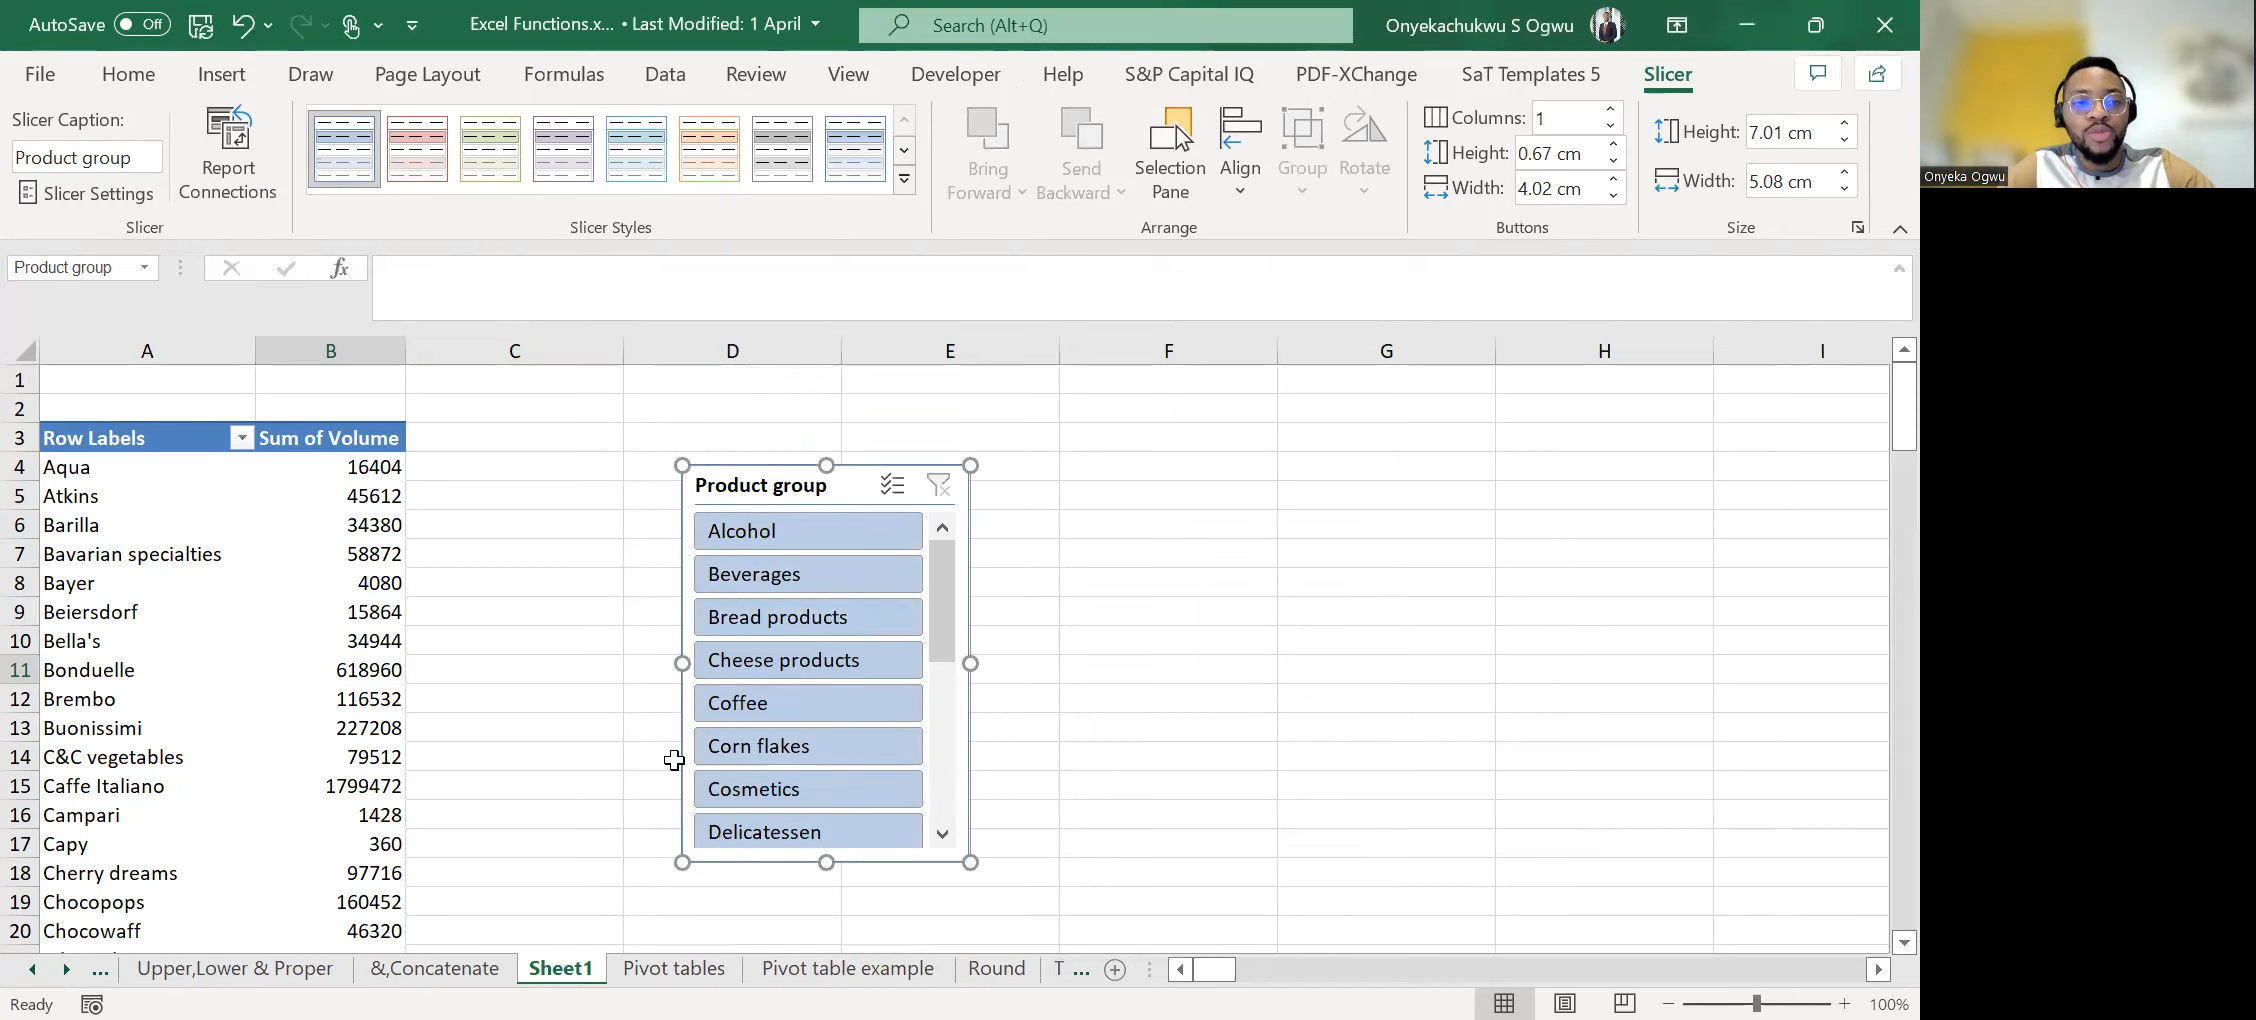 AutoSave Off
Excel Functions.x... • Last Modified: 1 April
Search (Alt+Q)
Onyekachukwu S Ogwu
File Home Insert Draw Page Layout Formulas Data Review View Developer Help S&P Capital IQ PDF-XChange SaT Templates 5 Slicer
Slicer Caption:
Product group
Slicer Settings
Report
Connections
Slicer
Slicer Styles
Bring
Forward
Send
Backward
Selection
Pane
Align
Group
Rotate
Arrange
Columns: 1
Height: 0.67 cm
Width: 4.02 cm
Buttons
Height: 7.01 cm
Width: 5.08 cm
Size
Onyeka Ogwu
Product group
fx
A B C D E F G H I
1
2
3 Row Labels Sum of Volume
4 Aqua 16404
5 Atkins 45612
6 Barilla 34380
7 Bavarian specialties 58872
8 Bayer 4080
9 Beiersdorf 15864
10 Bella's 34944
11 Bonduelle 618960
12 Brembo 116532
13 Buonissimi 227208
14 C&C vegetables 79512
15 Caffe Italiano 1799472
16 Campari 1428
17 Capy 360
18 Cherry dreams 97716
19 Chocopops 160452
20 Chocowaff 46320
Product group
Alcohol
Beverages
Bread products
Cheese products
Coffee
Corn flakes
Cosmetics
Delicatessen
... Upper,Lower & Proper &,Concatenate Sheet1 Pivot tables Pivot table example Round T ...
Ready
100%